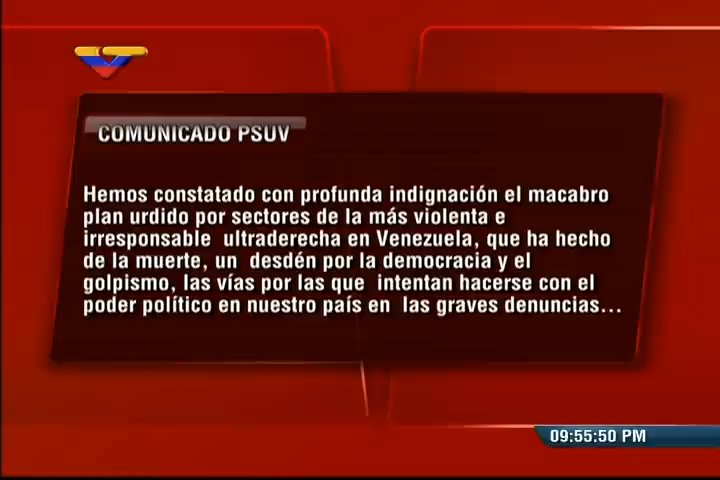 COMUNICADO PSUV
Hemos constatado con profunda indignación el macabro
plan urdido por sectores de la más violenta e
irresponsable ultraderecha en Venezuela, que ha hecho
de la muerte, un desdén por la democracia y el
golpismo, las vías por las que intentan hacerse con el
poder político en nuestro país en las graves denuncias...
09:55:50 PM